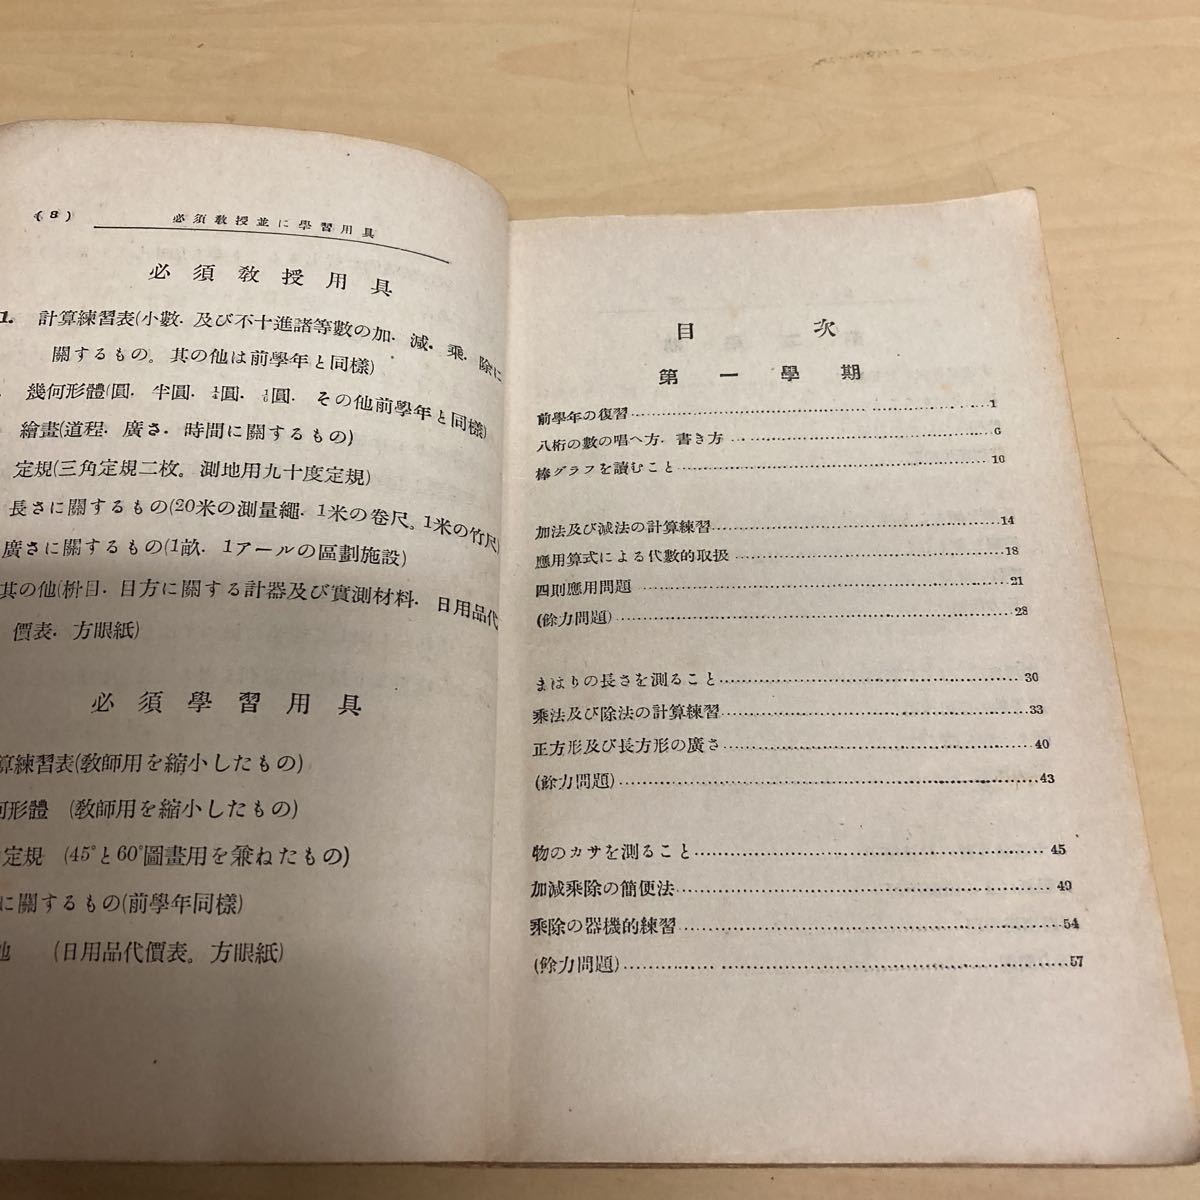 (8) 必須敎授並に學習用具
必須敎授用具
1. 計算練習表(小數．及び不十進諸等數の加．減．乘．除に
關するもの。其の他は前學年と同樣)
幾何形體(圓．半圓．¼圓． 圓．その他前學年と同樣)
繪畫(道程．廣さ．時間に關するもの)
定規(三角定規二枚。測地用九十度定規)
長さに關するもの(20米の測量繩．1米の卷尺。1米の竹尺)
廣さに關するもの(1畝．1アールの區劃施設)
其の他(枡目．目方に關する計器及び實測材料．日用品代
價表．方眼紙)
必須學習用具
算練習表(敎師用を縮小したもの)
何形體 (敎師用を縮小したもの)
定規 (45°と60°圖畫用を兼ねたもの)
に關するもの(前學年同樣)
他 (日用品代價表。方眼紙)
目次
第一學期
前學年の復習……1
八桁の數の唱へ方．書き方……6
棒グラフを讀むこと……10
加法及び減法の計算練習……14
應用算式による代數的取扱……18
四則應用問題……21
(餘力問題)……28
まはりの長さを測ること……30
乘法及び除法の計算練習……33
正方形及び長方形の廣さ……40
(餘力問題)……43
物のカサを測ること……45
加減乘除の簡便法……49
乘除の器機的練習……54
(餘力問題)……57